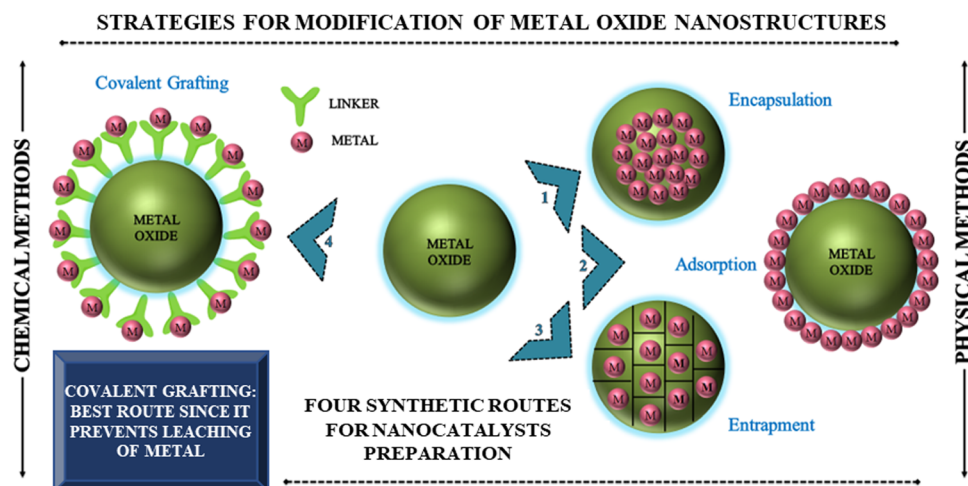 STRATEGIES FOR MODIFICATION OF METAL OXIDE NANOSTRUCTURES
CHEMICAL METHODS
Covalent Grafting
LINKER
METAL
M M M M M M M M M M M M M M M
METAL
OXIDE
4
METAL
OXIDE
1
2
3
Encapsulation
M M M M M M M M M M M M M M M M M M M
Adsorption
METAL
OXIDE
M M M M M M M M M M M M M M M M M M M M M M M M M
M M M M M M M M M M M M M
Entrapment
PHYSICAL METHODS
COVALENT GRAFTING:
BEST ROUTE SINCE IT
PREVENTS LEACHING
OF METAL
FOUR SYNTHETIC ROUTES
FOR NANOCATALYSTS
PREPARATION